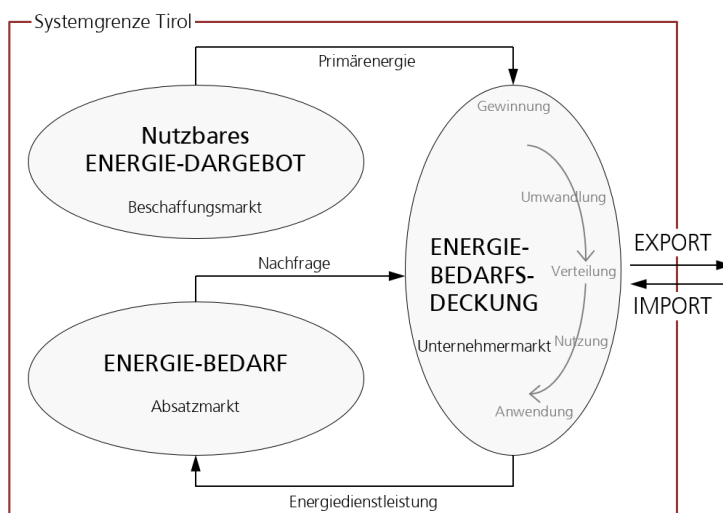 Systemgrenze Tirol
Primärenergie
Nutzbares
ENERGIE-DARGEBOT
Beschaffungsmarkt
Gewinnung
Umwandlung
ENERGIE-
BEDARFS-
DECKUNG
Verteilung
Unternehmermarkt
Nutzung
Anwendung
EXPORT
IMPORT
Nachfrage
ENERGIE-BEDARF
Absatzmarkt
Energiedienstleistung